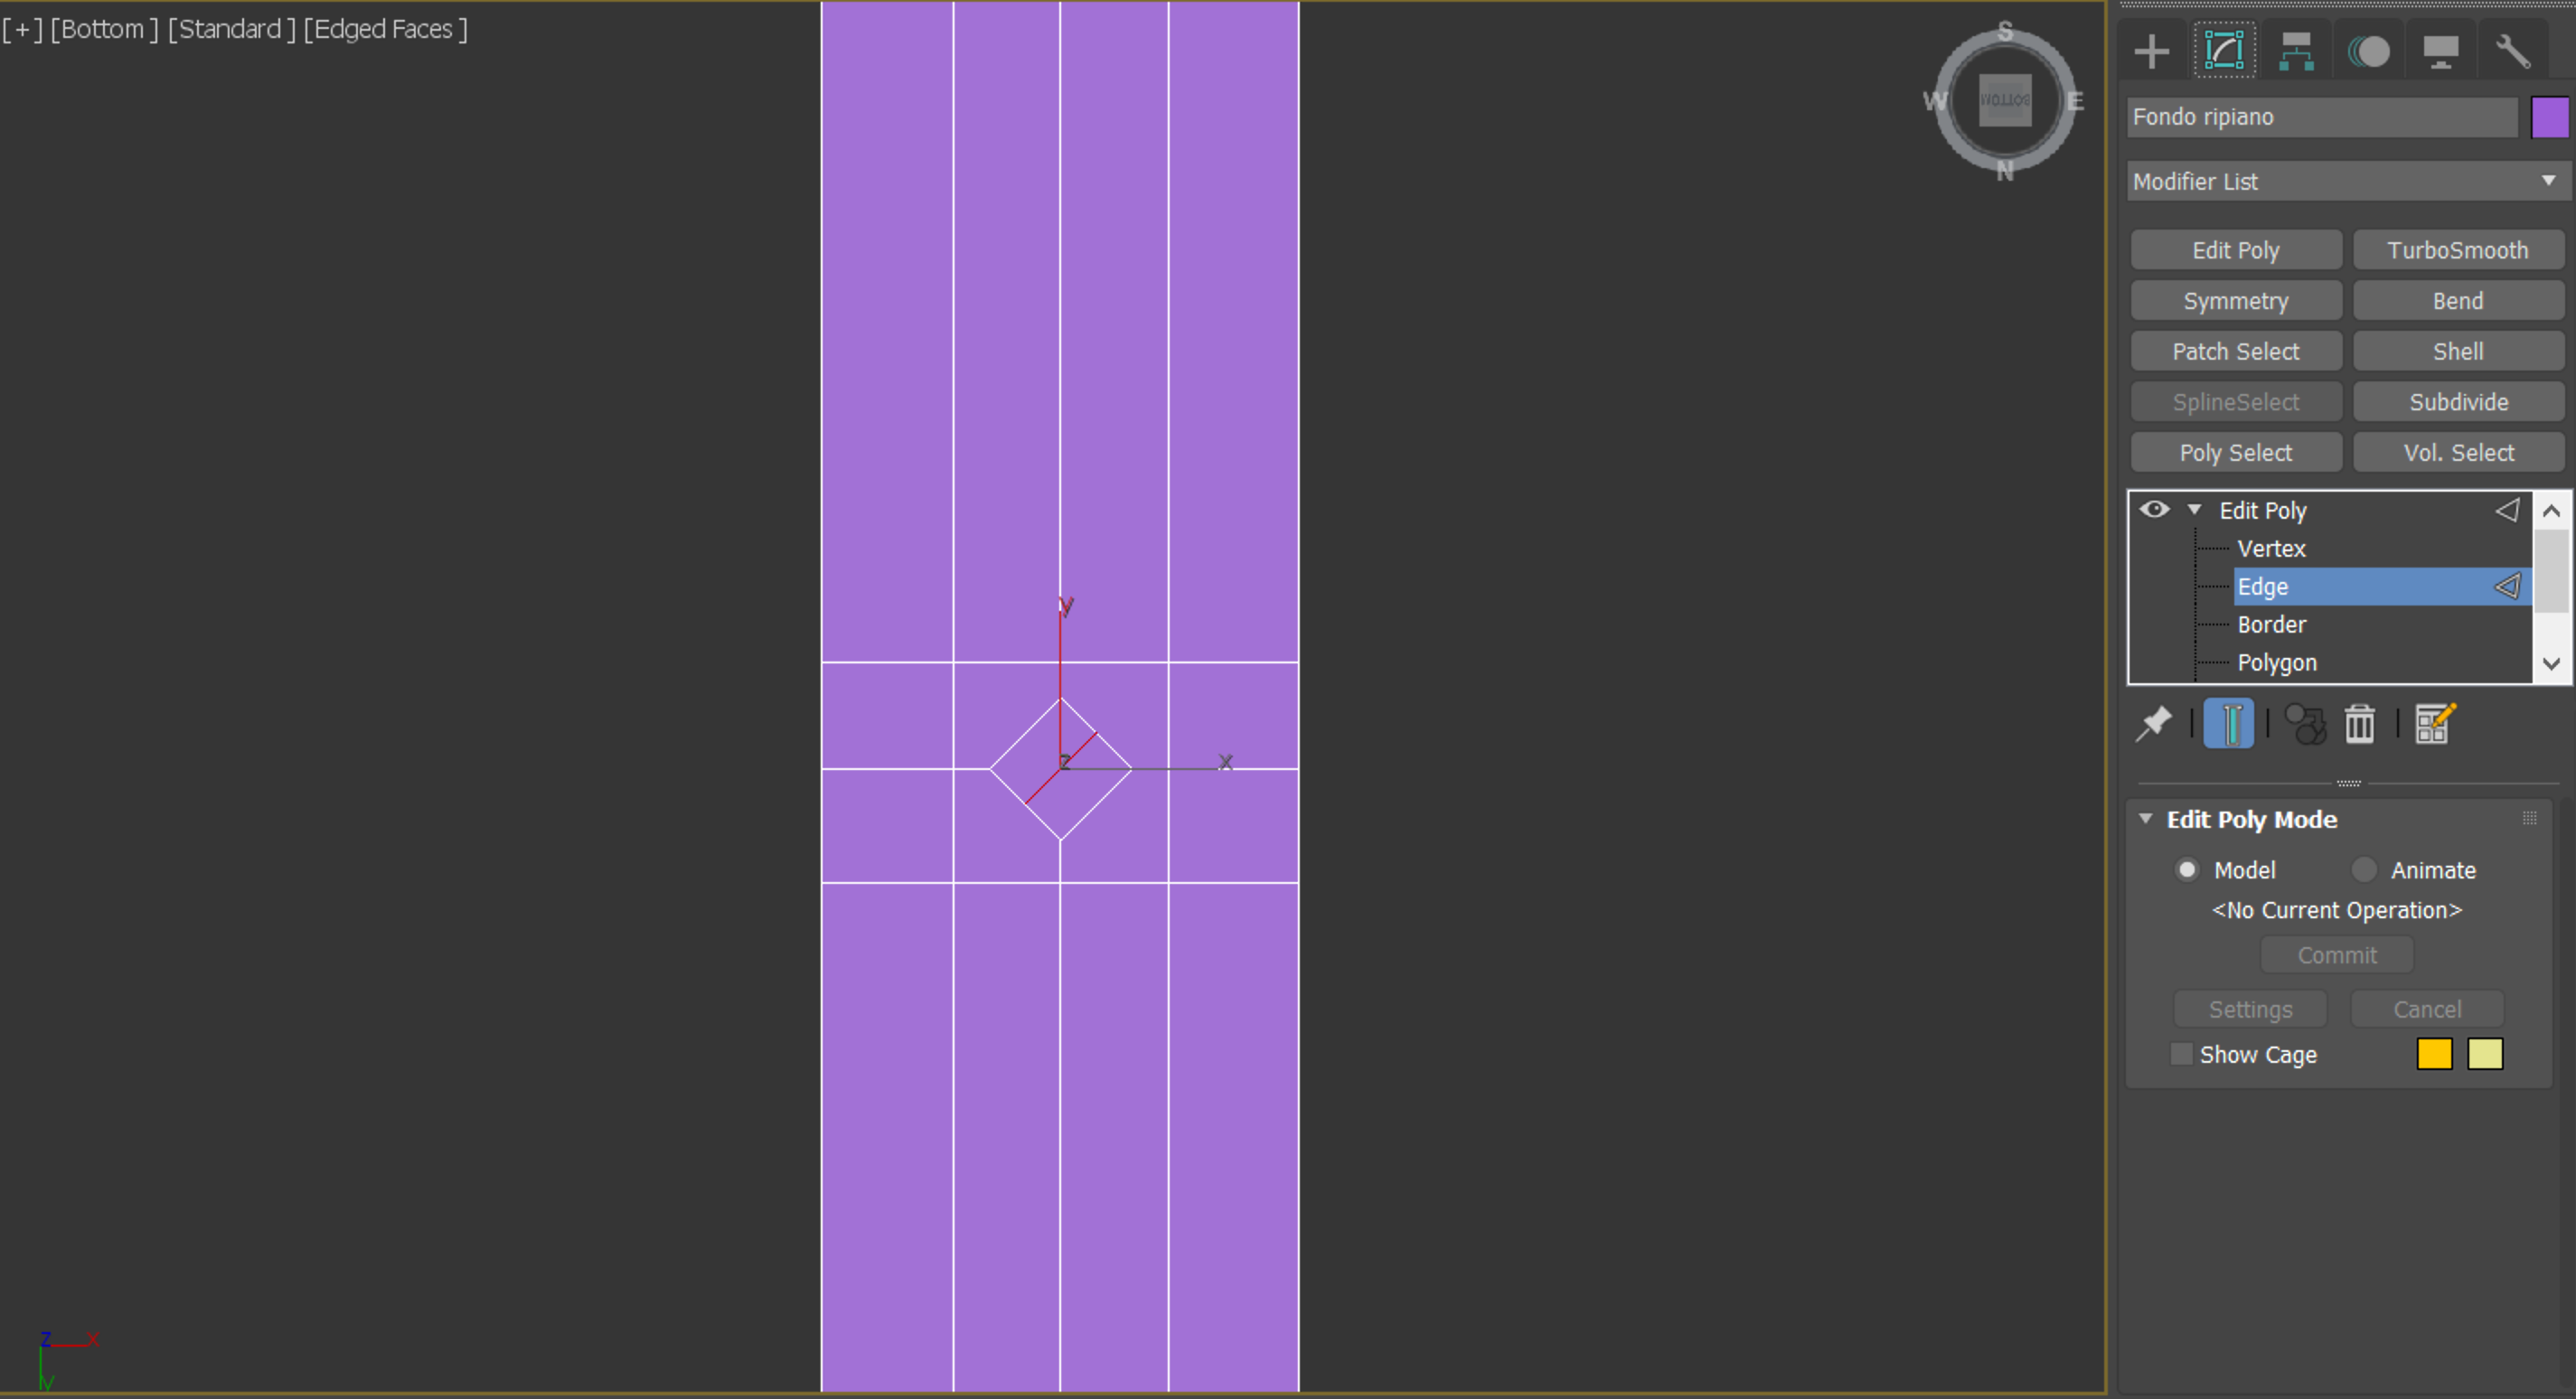 [+] [Bottom ] [Standard ] [Edged Faces ]
S
W
BOTTOM
E
N
y
z
x
z
x
y
Fondo ripiano
Modifier List
Edit Poly
TurboSmooth
Symmetry
Bend
Patch Select
Shell
SplineSelect
Subdivide
Poly Select
Vol. Select
Edit Poly
Vertex
Edge
Border
Polygon
Edit Poly Mode
Model
Animate
<No Current Operation>
Commit
Settings
Cancel
Show Cage